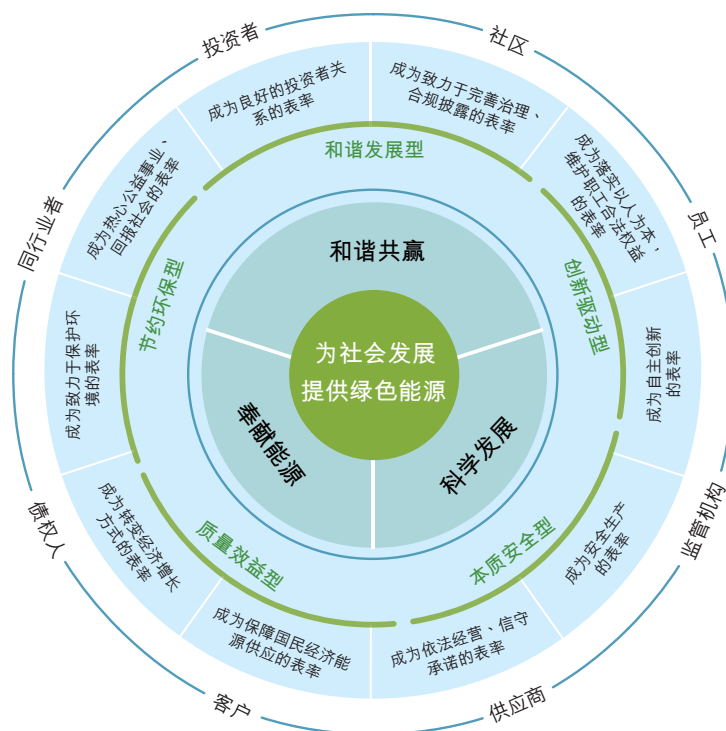 投资者
社区
员工
监管机构
供应商
客户
债权人
同行业者
成为良好的投资者关
系的表率
成为致力于完善治理、
合规披露的表率
成为落实以人为本，
维护职工合法权益
的表率
成为自主创新
的表率
成为安全生产
的表率
成为依法经营、信守
承诺的表率
成为保障国民经济能
源供应的表率
成为转变经济增长
方式的表率
成为致力于保护环
境的表率
成为热心公益事业、
回报社会的表率
和谐发展型
创新驱动型
本质安全型
质量效益型
节约环保型
和谐共赢
科学发展
奉献能源
为社会发展
提供绿色能源